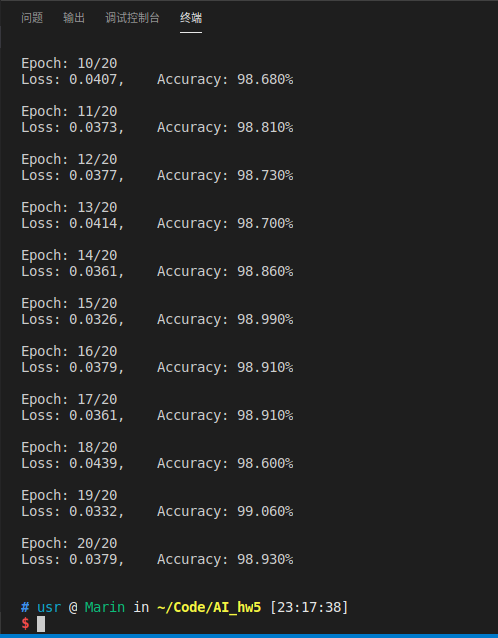 问题 输出 调试控制台 终端
Epoch: 10/20
Loss: 0.0407, Accuracy: 98.680%
Epoch: 11/20
Loss: 0.0373, Accuracy: 98.810%
Epoch: 12/20
Loss: 0.0377, Accuracy: 98.730%
Epoch: 13/20
Loss: 0.0414, Accuracy: 98.700%
Epoch: 14/20
Loss: 0.0361, Accuracy: 98.860%
Epoch: 15/20
Loss: 0.0326, Accuracy: 98.990%
Epoch: 16/20
Loss: 0.0379, Accuracy: 98.910%
Epoch: 17/20
Loss: 0.0361, Accuracy: 98.910%
Epoch: 18/20
Loss: 0.0439, Accuracy: 98.600%
Epoch: 19/20
Loss: 0.0332, Accuracy: 99.060%
Epoch: 20/20
Loss: 0.0379, Accuracy: 98.930%
# usr @ Marin in ~/Code/AI_hw5 [23:17:38]
$